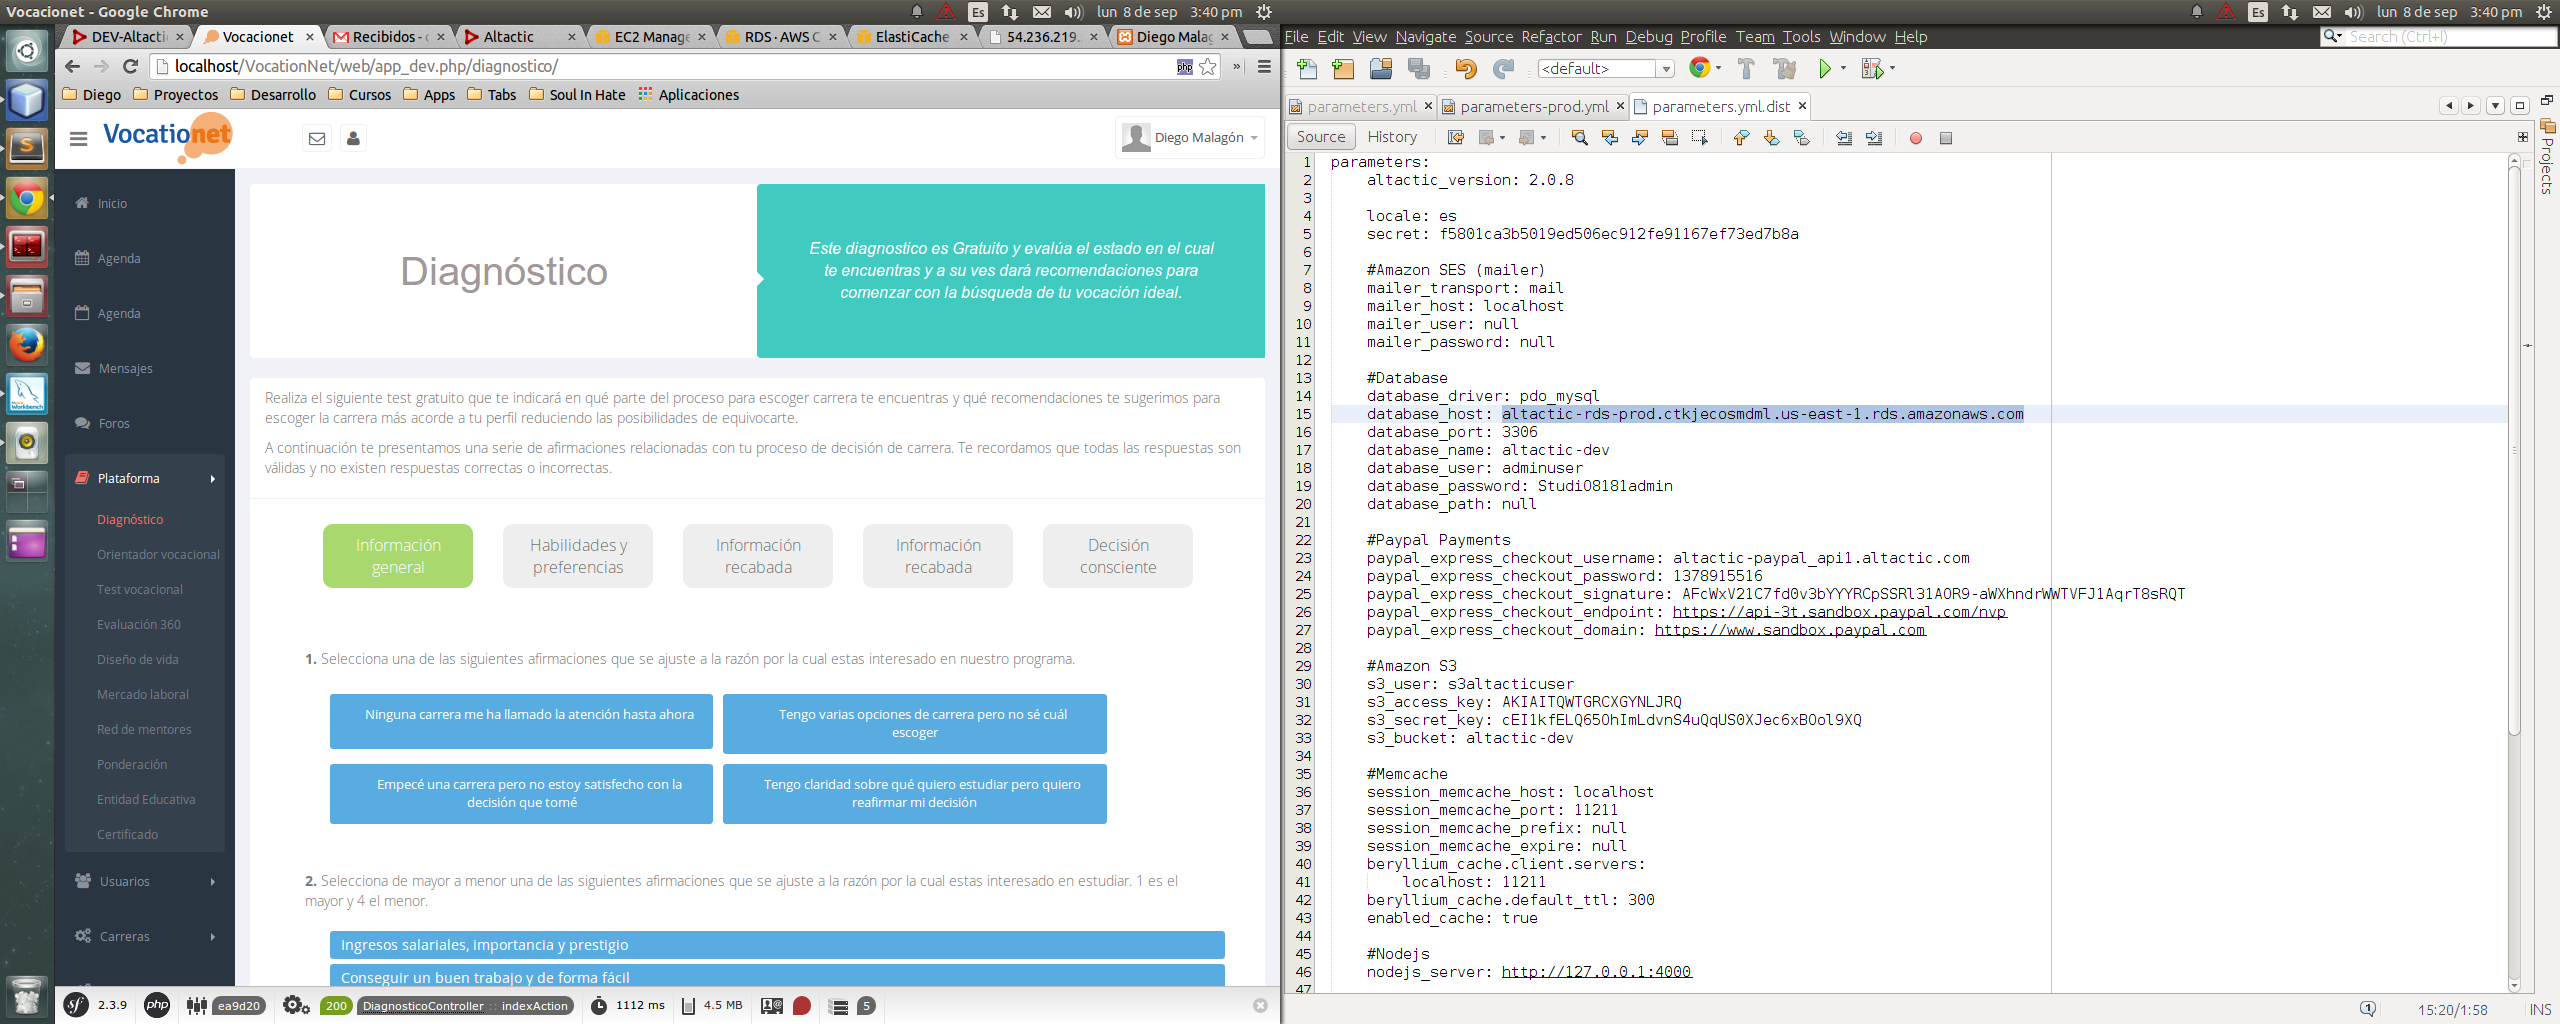 Vocacionet - Google Chrome
Es lun 8 de sep 3:40 pm
Es lun 8 de sep 3:40 pm
DEV-Altacti
Vocacionet
Recibidos -
Altactic
EC2 Manage
RDS · AWS C
ElastiCache
54.236.219.
Diego Malag
localhost/VocationNet/web/app_dev.php/diagnostico/
php
»
Diego Proyectos Desarrollo Cursos Apps Tabs Soul In Hate Aplicaciones
Vocationet
Diego Malagón
Inicio
Agenda
Agenda
Mensajes
Foros
Plataforma
Diagnóstico
Orientador vocacional
Test vocacional
Evaluación 360
Diseño de vida
Mercado laboral
Red de mentores
Ponderación
Entidad Educativa
Certificado
Usuarios
Carreras
Diagnóstico
Este diagnostico es Gratuito y evalúa el estado en el cual
te encuentras y a su ves dará recomendaciones para
comenzar con la búsqueda de tu vocación ideal.
Realiza el siguiente test gratuito que te indicará en qué parte del proceso para escoger carrera te encuentras y qué recomendaciones te sugerimos para
escoger la carrera más acorde a tu perfil reduciendo las posibilidades de equivocarte.
A continuación te presentamos una serie de afirmaciones relacionadas con tu proceso de decisión de carrera. Te recordamos que todas las respuestas son
válidas y no existen respuestas correctas o incorrectas.
Información
general
Habilidades y
preferencias
Información
recabada
Información
recabada
Decisión
consciente
1. Selecciona una de las siguientes afirmaciones que se ajuste a la razón por la cual estas interesado en nuestro programa.
Ninguna carrera me ha llamado la atención hasta ahora
Tengo varias opciones de carrera pero no sé cuál
escoger
Empecé una carrera pero no estoy satisfecho con la
decisión que tomé
Tengo claridad sobre qué quiero estudiar pero quiero
reafirmar mi decisión
2. Selecciona de mayor a menor una de las siguientes afirmaciones que se ajuste a la razón por la cual estas interesado en estudiar. 1 es el
mayor y 4 el menor.
Ingresos salariales, importancia y prestigio
Conseguir un buen trabajo y de forma fácil
sf 2.3.9 php ea9d20 200 DiagnosticoController :: indexAction 1112 ms 4.5 MB 5
File Edit View Navigate Source Refactor Run Debug Profile Team Tools Window Help
Search (Ctrl+I)
<default>
parameters.yml
parameters-prod.yml
parameters.yml.dist
Source History
Projects
1 parameters:
2 altactic_version: 2.0.8
3
4 locale: es
5 secret: f5801ca3b5019ed506ec912fe91167ef73ed7b8a
6
7 #Amazon SES (mailer)
8 mailer_transport: mail
9 mailer_host: localhost
10 mailer_user: null
11 mailer_password: null
12
13 #Database
14 database_driver: pdo_mysql
15 database_host: altactic-rds-prod.ctkjecosmdml.us-east-1.rds.amazonaws.com
16 database_port: 3306
17 database_name: altactic-dev
18 database_user: adminuser
19 database_password:
20 database_path: null
21
22 #Paypal Payments
23 paypal_express_checkout_username: altactic-paypal_api1.altactic.com
24 paypal_express_checkout_password: 1378915516
25 paypal_express_checkout_signature:
26 paypal_express_checkout_endpoint: https://api-3t.sandbox.paypal.com/nvp
27 paypal_express_checkout_domain: https://www.sandbox.paypal.com
28
29 #Amazon S3
30 s3_user: s3altacticuser
31 s3_access_key: AKIAITQWTGRCXGYNLJRQ
32 s3_secret_key:
33 s3_bucket: altactic-dev
34
35 #Memcache
36 session_memcache_host: localhost
37 session_memcache_port: 11211
38 session_memcache_prefix: null
39 session_memcache_expire: null
40 beryllium_cache.client.servers:
41 localhost: 11211
42 beryllium_cache.default_ttl: 300
43 enabled_cache: true
44
45 #Nodejs
46 nodejs_server: http://127.0.0.1:4000
47
15:20/1:58 INS